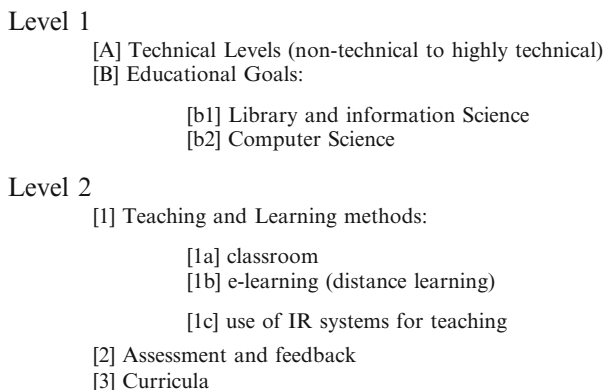 Level 1
[A] Technical Levels (non-technical to highly technical)
[B] Educational Goals:
[b1] Library and information Science
[b2] Computer Science
Level 2
[1] Teaching and Learning methods:
[1a] classroom
[1b] e-learning (distance learning)
[1c] use of IR systems for teaching
[2] Assessment and feedback
[3] Curricula